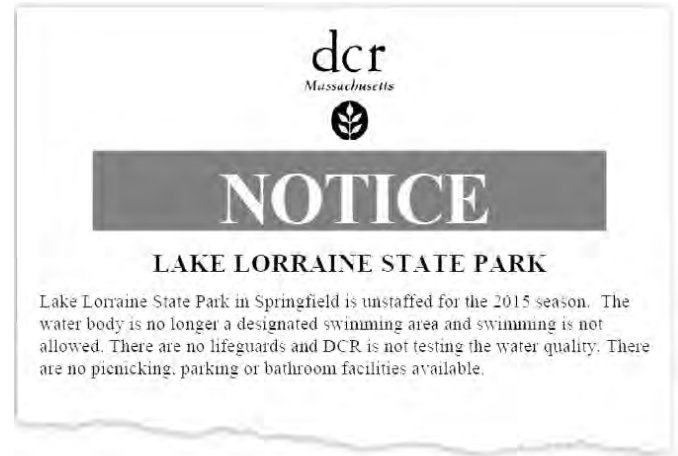 dcr
Massachusetts
NOTICE
LAKE LORRAINE STATE PARK
Lake Lorraine State Park in Springfield is unstaffed for the 2015 season. The
water body is no longer a designated swimming area and swimming is not
allowed. There are no lifeguards and DCR is not testing the water quality. There
are no picnicking, parking or bathroom facilities available.